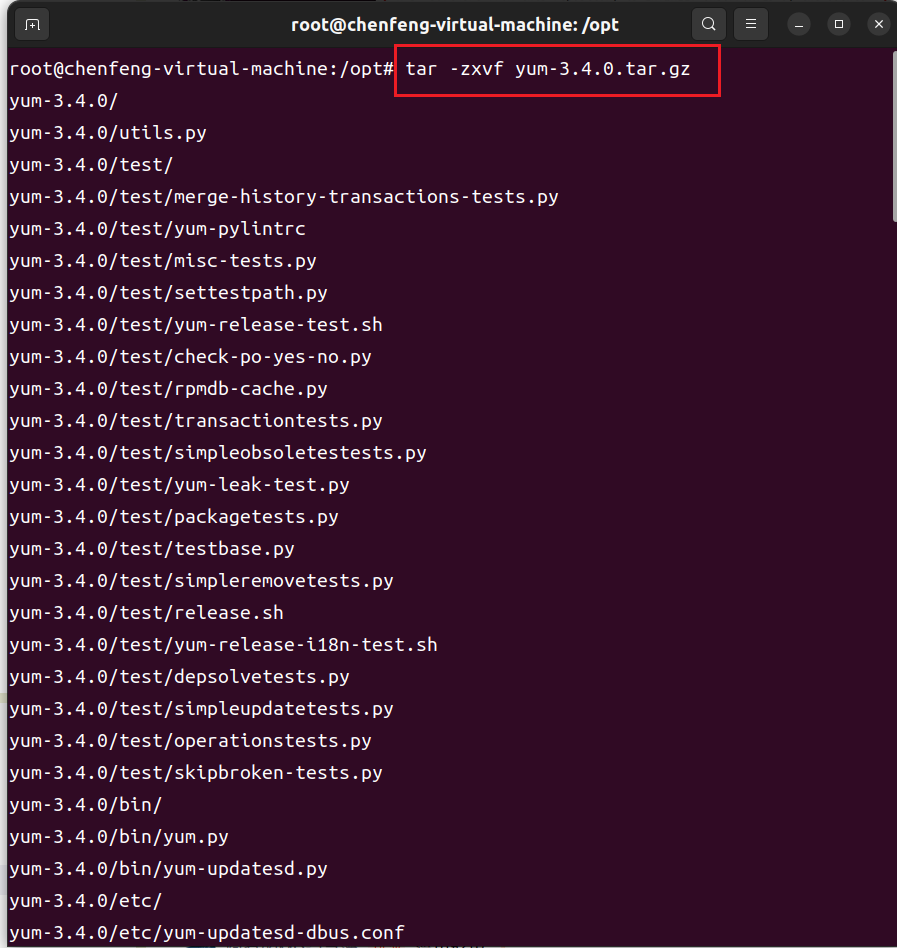 root@chenfeng-virtual-machine: /opt
root@chenfeng-virtual-machine:/opt# tar -zxvf yum-3.4.0.tar.gz
yum-3.4.0/
yum-3.4.0/utils.py
yum-3.4.0/test/
yum-3.4.0/test/merge-history-transactions-tests.py
yum-3.4.0/test/yum-pylintrc
yum-3.4.0/test/misc-tests.py
yum-3.4.0/test/settestpath.py
yum-3.4.0/test/yum-release-test.sh
yum-3.4.0/test/check-po-yes-no.py
yum-3.4.0/test/rpmdb-cache.py
yum-3.4.0/test/transactiontests.py
yum-3.4.0/test/simpleobsoletestests.py
yum-3.4.0/test/yum-leak-test.py
yum-3.4.0/test/packagetests.py
yum-3.4.0/test/testbase.py
yum-3.4.0/test/simpleremovetests.py
yum-3.4.0/test/release.sh
yum-3.4.0/test/yum-release-i18n-test.sh
yum-3.4.0/test/depsolvetests.py
yum-3.4.0/test/simpleupdatetests.py
yum-3.4.0/test/operationstests.py
yum-3.4.0/test/skipbroken-tests.py
yum-3.4.0/bin/
yum-3.4.0/bin/yum.py
yum-3.4.0/bin/yum-updatesd.py
yum-3.4.0/etc/
yum-3.4.0/etc/yum-updatesd-dbus.conf